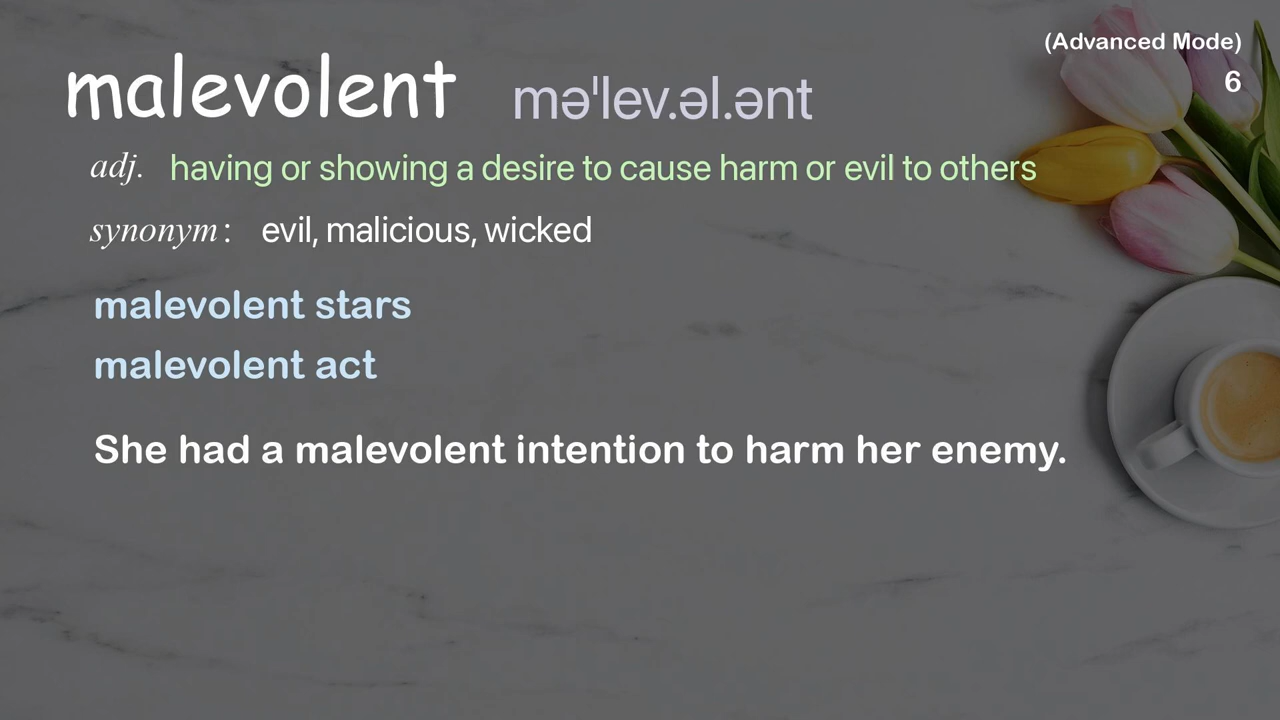 (Advanced Mode)
6
malevolent məˈlev.əl.ənt
adj. having or showing a desire to cause harm or evil to others
synonym: evil, malicious, wicked
malevolent stars
malevolent act
She had a malevolent intention to harm her enemy.